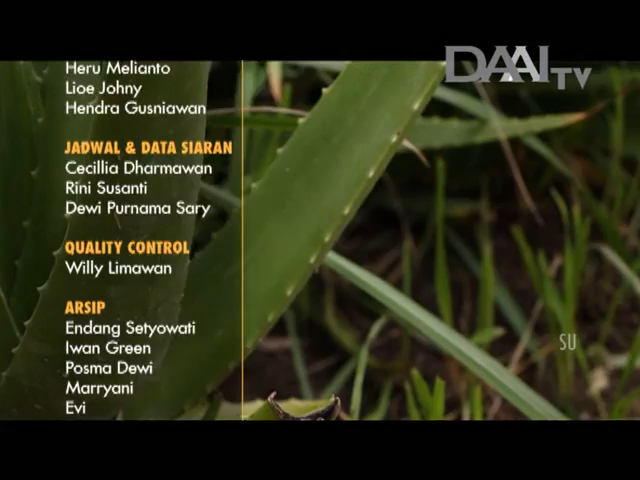 DAAI TV
Heru Melianto
Lioe Johny
Hendra Gusniawan
JADWAL & DATA SIARAN
Cecillia Dharmawan
Rini Susanti
Dewi Purnama Sary
QUALITY CONTROL
Willy Limawan
ARSIP
Endang Setyowati
Iwan Green
Posma Dewi
Marryani
Evi
SU